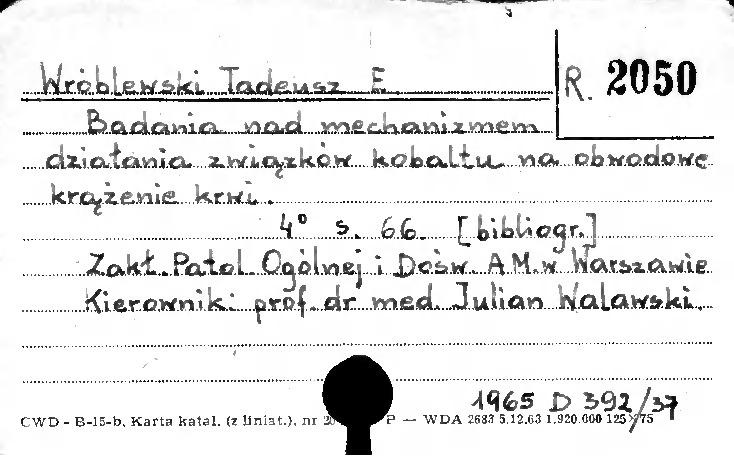 Wróblewski Tadeusz E.
R. 2050
Badania nad mechanizmem
działania związków kobaltu na obwodowe
krążenie krwi.
4° s. 66. [bibliogr.]
Zakł. Patol. Ogólnej i Dośw. A.M. w Warszawie
Kierownik: prof. dr med. Julian Walawski.
1965 D 392/37
CWD - B-15-b, Karta katal. (z liniat.), nr P — WDA 2683 5.12.63 1.920.000 125 75